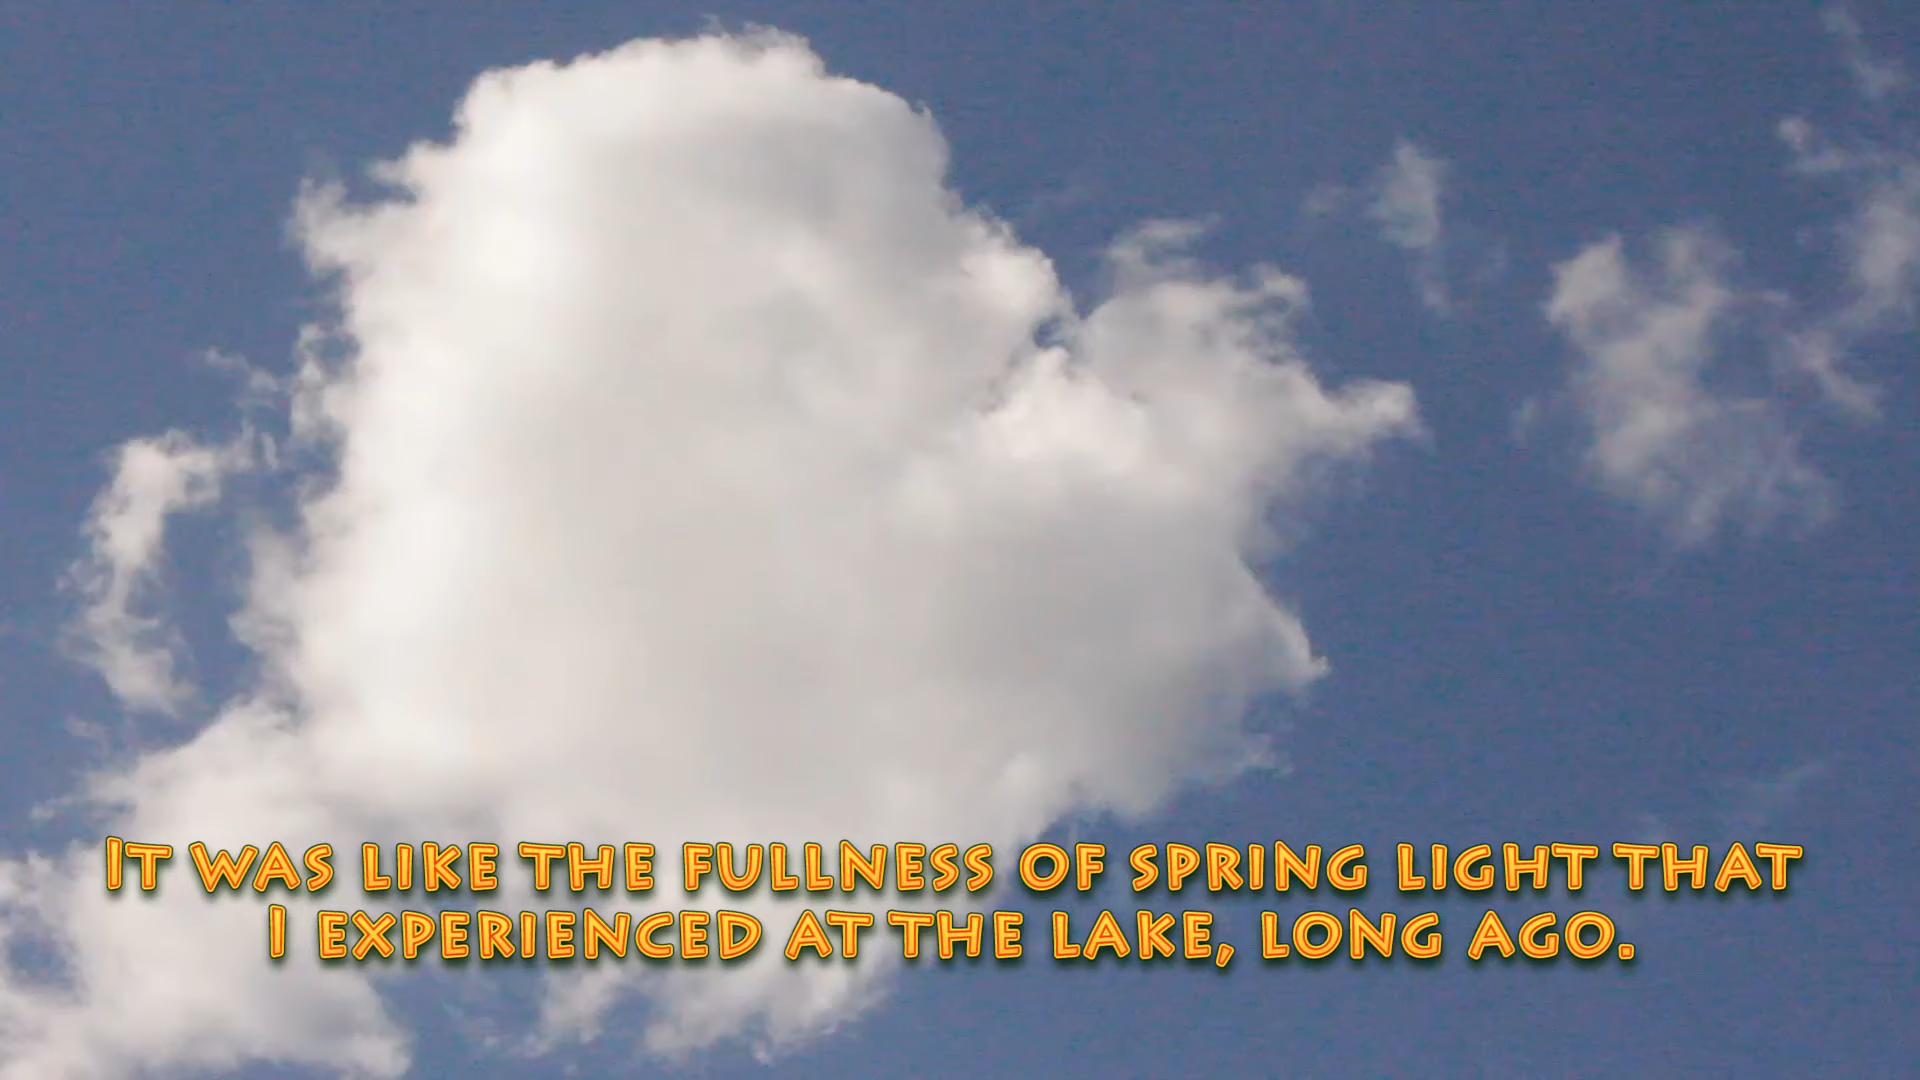 It was like the fullness of spring light that
I experienced at the lake, long ago.